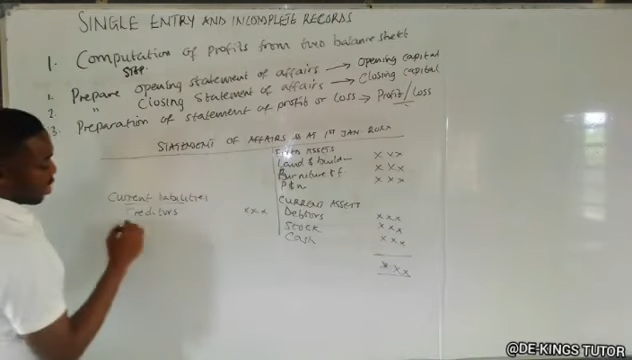 SINGLE ENTRY AND INCOMPLETE RECORDS
1. Computation of profits from two balance sheet
STEP
1. Prepare opening statement of affairs → Opening capital
2. " Closing Statement of affairs → Closing Capital
3. Preparation of statement of profit or loss → Profit/Loss
STATEMENT OF AFFAIRS AS AT 1ST JAN 20XX
ASSETS
Land & build xxx
Furniture & f. xxx
P&m xxx
Current liabilities CURRENT ASSETS
Creditors xxx Debtors xxx
Stock xxx
Cash xxx
xxx
@DE-KINGS TUTOR